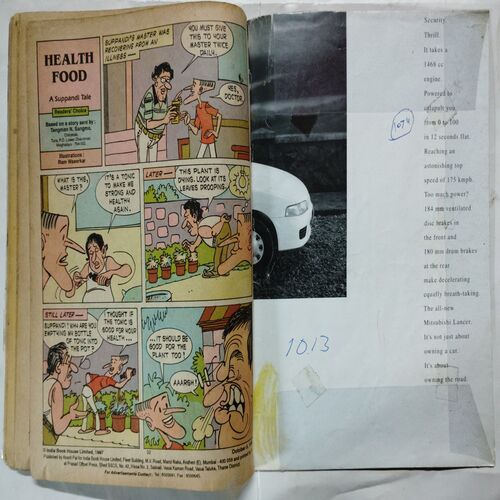 HEALTH
FOOD
A Suppandi Tale
Readers' Choice
Based on a story sent by :
Tengman N. Sangma,
Illustrations :
Ram Waeerkar
SUPPANDI'S MASTER WAS
RECOVERING FROM AN
ILLNESS —
YOU MUST GIVE
THIS TO YOUR
MASTER TWICE
DAILY.
YES,
DOCTOR.
WHAT IS THIS,
MASTER?
IT'S A TONIC
TO MAKE ME
STRONG AND
HEALTHY
AGAIN.
LATER —
THIS PLANT IS
DYING. LOOK AT ITS
LEAVES DROOPING.
STILL LATER —
SUPPANDI! WHY ARE YOU
EMPTYING MY BOTTLE
OF TONIC INTO
THE POT?
I THOUGHT IF
THE TONIC IS
GOOD FOR YOUR
HEALTH...
...IT SHOULD
BE GOOD
FOR THE
PLANT TOO!
AAARGH!
© India Book House Limited, 1997
32
For Advertisements Contact :
Security.
Thrill.
It takes a
1468 cc
engine.
Powered to
catapult you
from 0 to 100
in 12 seconds flat.
Reaching an
astonishing top
speed of 175 kmph.
Too much power?
184 mm ventilated
disc brakes in
the front and
180 mm drum brakes
at the rear
make decelerating
equally breath-taking.
The all-new
Mitsubishi Lancer.
It's not just about
owning a car.
It's about
owning the road.
1074
1013